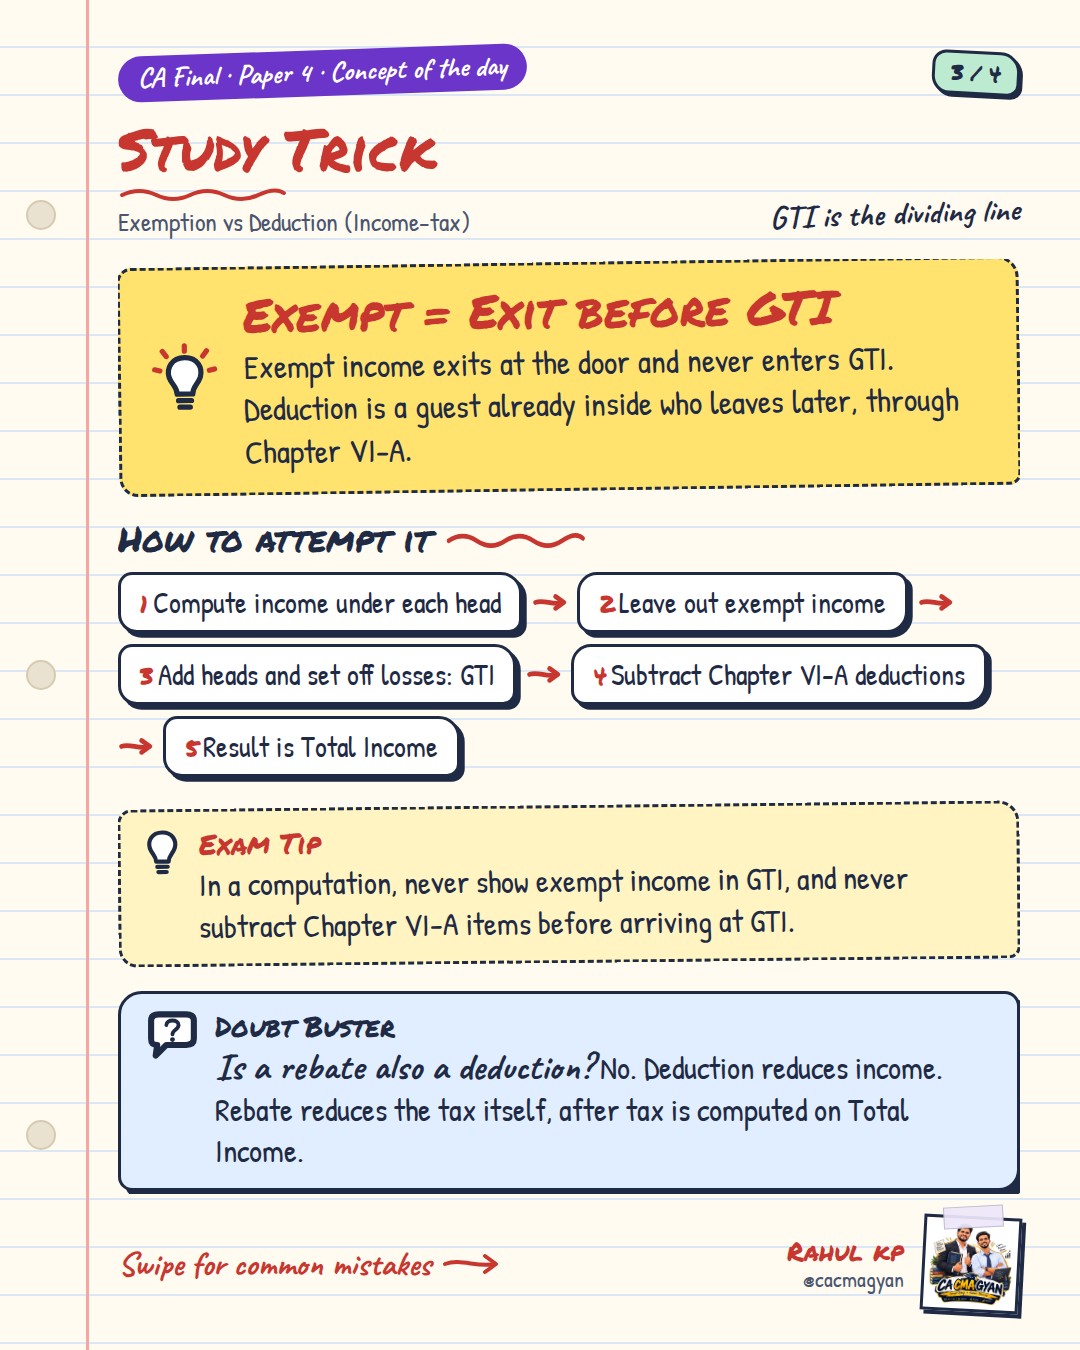 CA Final · Paper 4 · Concept of the day
3 / 4
STUDY TRICK
Exemption vs Deduction (Income-tax)
GTI is the dividing line
EXEMPT = EXIT BEFORE GTI
Exempt income exits at the door and never enters GTI.
Deduction is a guest already inside who leaves later, through
Chapter VI-A.
HOW TO ATTEMPT IT
1 Compute income under each head → 2 Leave out exempt income →
3 Add heads and set off losses: GTI → 4 Subtract Chapter VI-A deductions
→ 5 Result is Total Income
EXAM TIP
In a computation, never show exempt income in GTI, and never
subtract Chapter VI-A items before arriving at GTI.
DOUBT BUSTER
Is a rebate also a deduction? No. Deduction reduces income.
Rebate reduces the tax itself, after tax is computed on Total
Income.
Swipe for common mistakes →
RAHUL KP
@cacmagyan
CA CMA GYAN